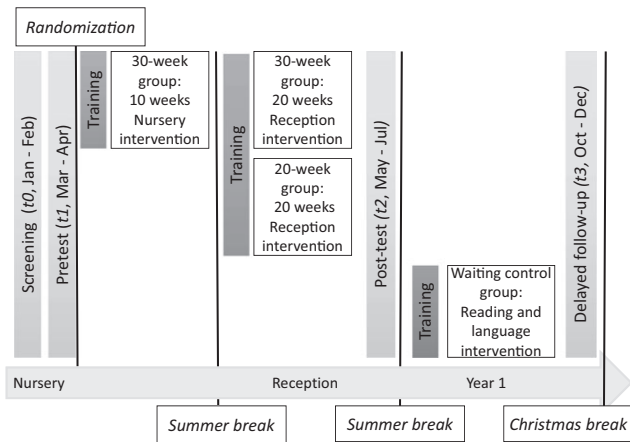 Randomization
Screening (t0, Jan - Feb)
Pretest (t1, Mar - Apr)
Training
30-week
group:
10 weeks
Nursery
intervention
Training
30-week
group:
20 weeks
Reception
intervention
20-week
group:
20 weeks
Reception
intervention
Post-test (t2, May - Jul)
Training
Waiting control
group:
Reading and
language
intervention
Delayed follow-up (t3, Oct - Dec)
Nursery
Reception
Year 1
Summer break
Summer break
Christmas break